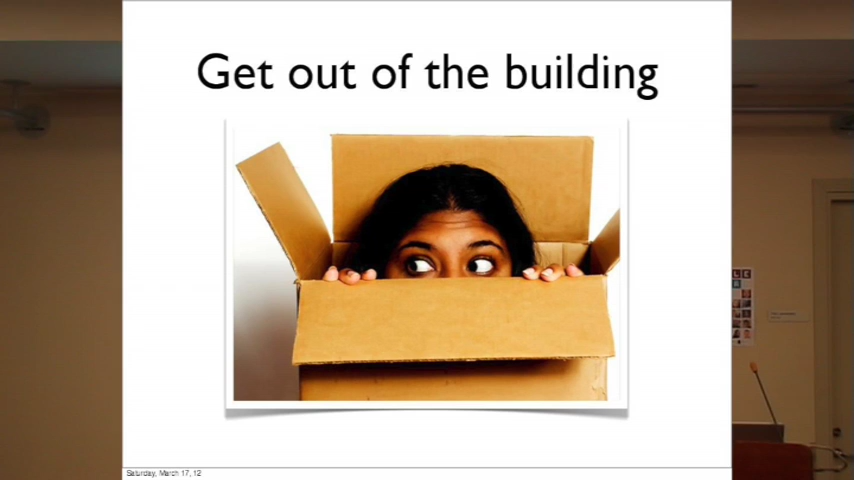 Get out of the building
Saturday, March 17, 12